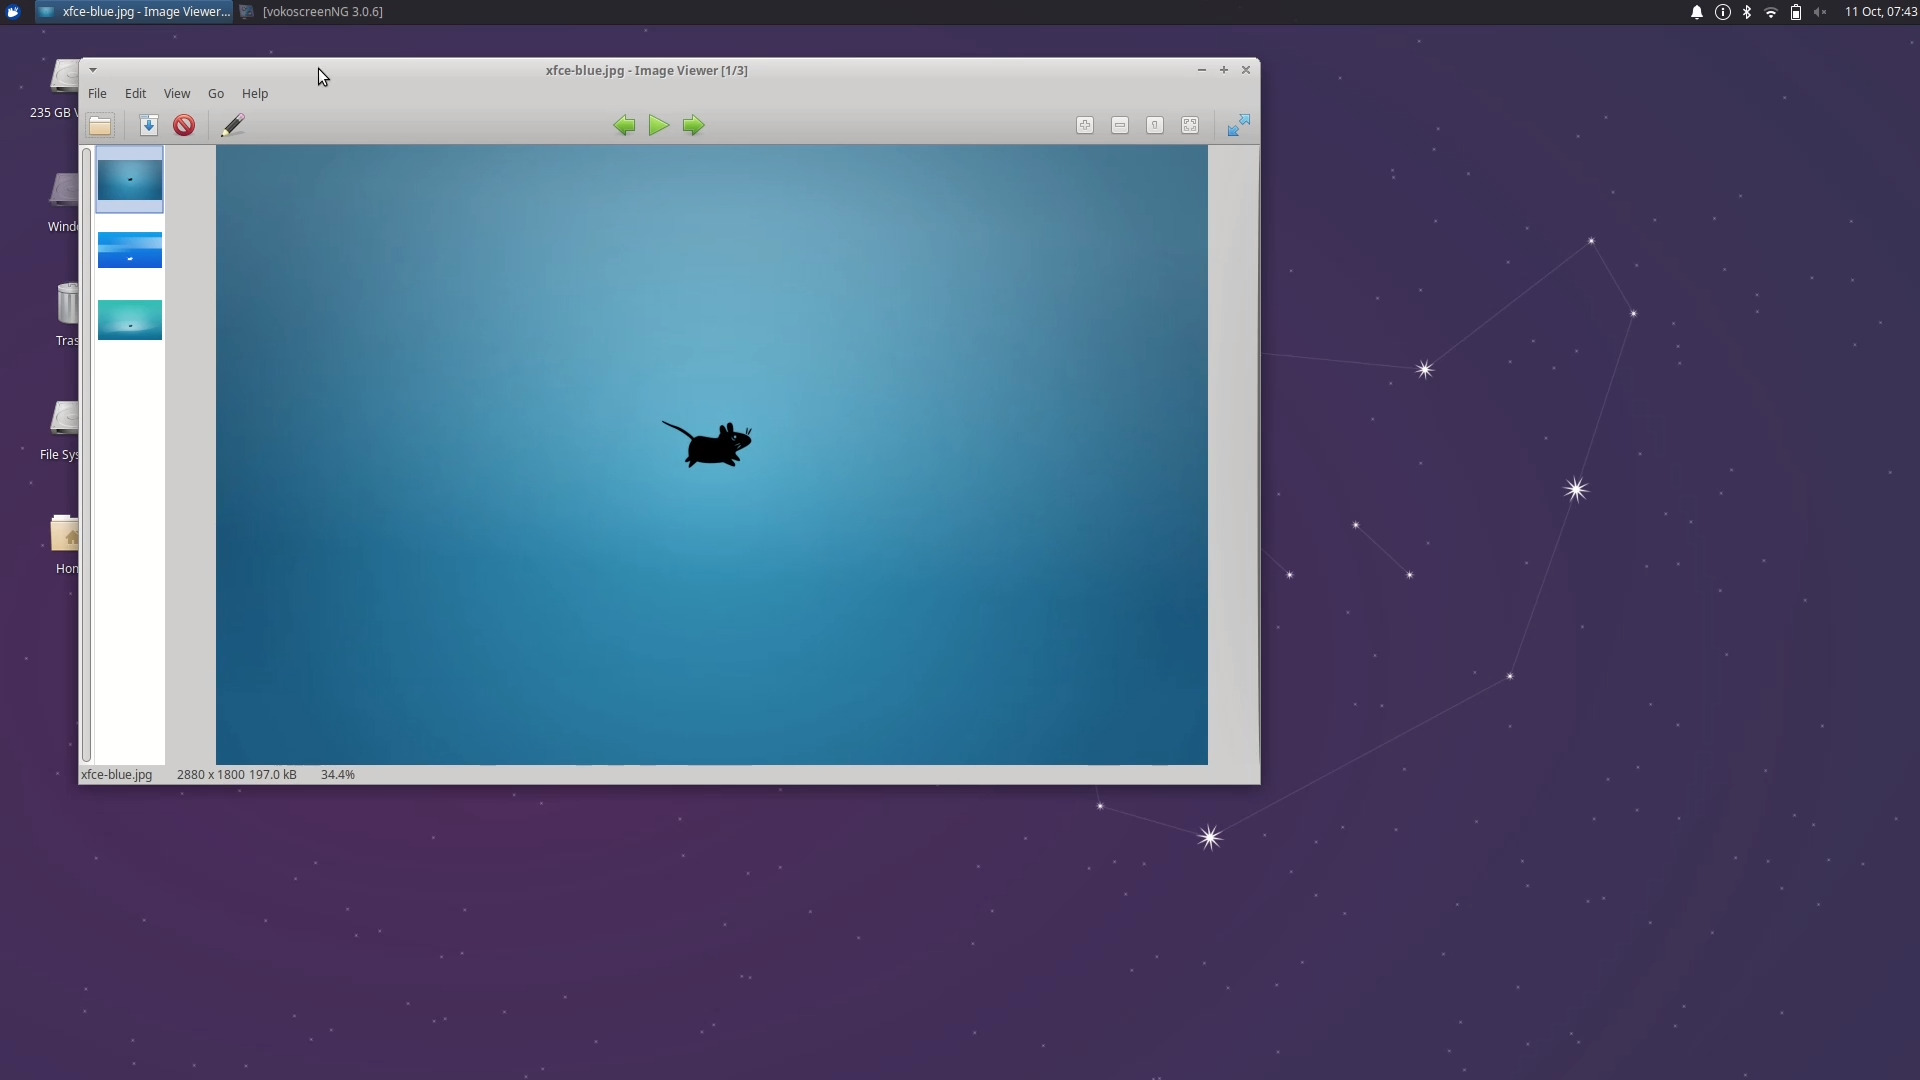 xfce-blue.jpg - Image Viewer...
[vokoscreenNG 3.0.6]
11 Oct, 07:43
xfce-blue.jpg - Image Viewer [1/3]
File Edit View Go Help
235 GB V
Windo
Tras
File Sys
Hom
xfce-blue.jpg 2880 x 1800 197.0 kB 34.4%